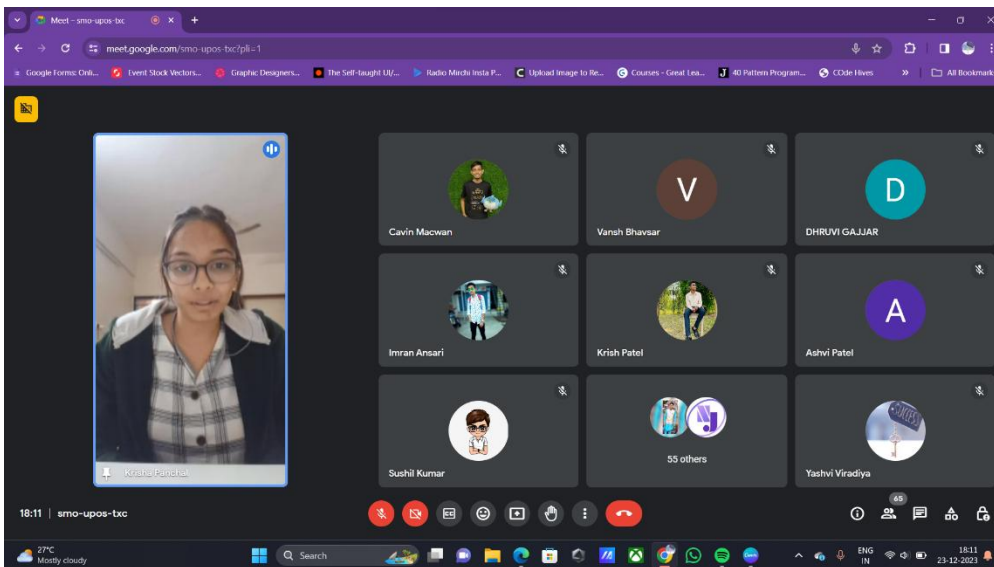 Meet - smo-upos-txc
meet.google.com/smo-upos-txc?pli=1
Google Forms: Onli... Event Stock Vectors... Graphic Designers... The Self-taught UI/... Radio Mirchi Insta P... Upload Image to Re... Courses - Great Lea... 40 Pattern Program... COde Hives All Bookmark
Cavin Macwan
V
Vansh Bhavsar
D
DHRUVI GAJJAR
Imran Ansari
Krish Patel
A
Ashvi Patel
Krisha Panchal
Sushil Kumar
55 others
SUCCESS
Yashvi Viradiya
18:11 | smo-upos-txc
65
27°C
Mostly cloudy
Search
ENG
IN
18:11
23-12-2023